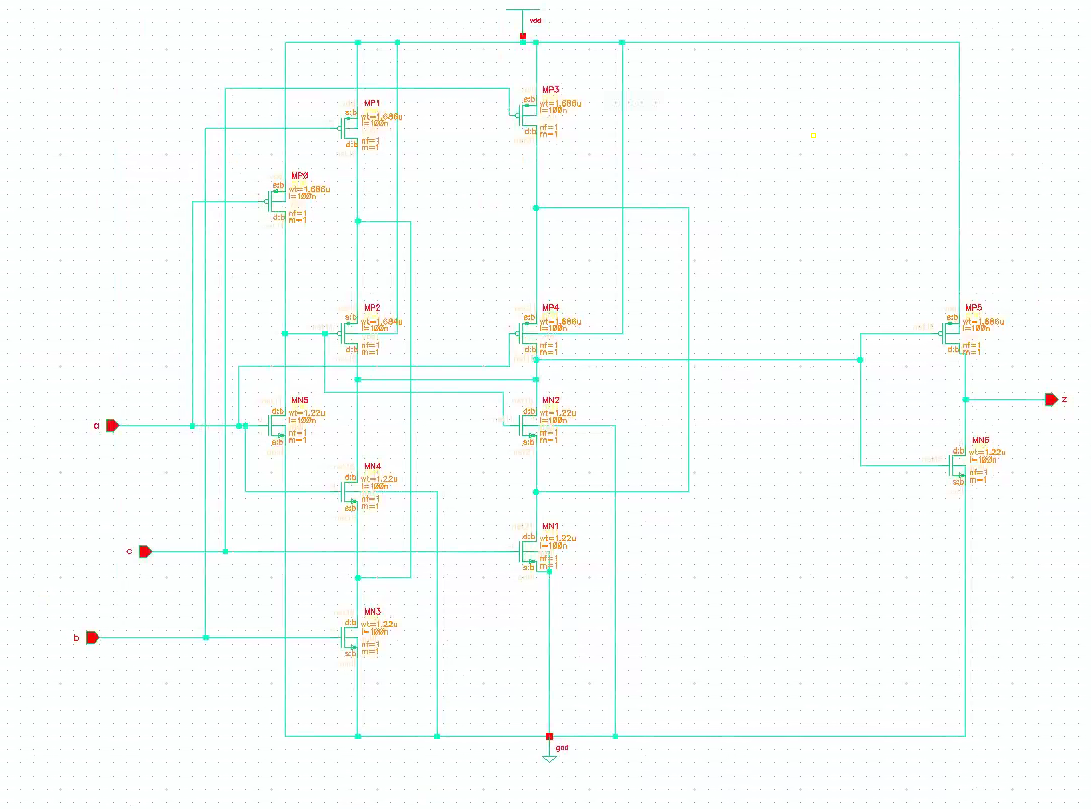 vdd
MP1
s:b
wt=1.686u
l=100n
d:b
nf=1
m=1
MP3
s:b
wt=1.686u
l=100n
d:b
nf=1
m=1
MP0
s:b
wt=1.686u
l=100n
d:b
nf=1
m=1
MP2
s:b
l=100n
d:b
nf=1
m=1
MP4
s:b
wt=1.686u
l=100n
d:b
nf=1
m=1
MP5
s:b
wt=1.686u
l=100n
d:b
nf=1
m=1
z
a
MN5
d:b
wt=1.22u
l=100n
s:b
nf=1
m=1
MN2
d:b
wt=1.22u
l=100n
s:b
nf=1
m=1
MN6
d:b
wt=1.22u
l=100n
s:b
nf=1
m=1
MN4
d:b
wt=1.22u
l=100n
s:b
nf=1
m=1
c
MN1
d:b
wt=1.22u
l=100n
s:b
nf=1
m=1
b
MN3
d:b
wt=1.22u
l=100n
s:b
nf=1
m=1
gnd